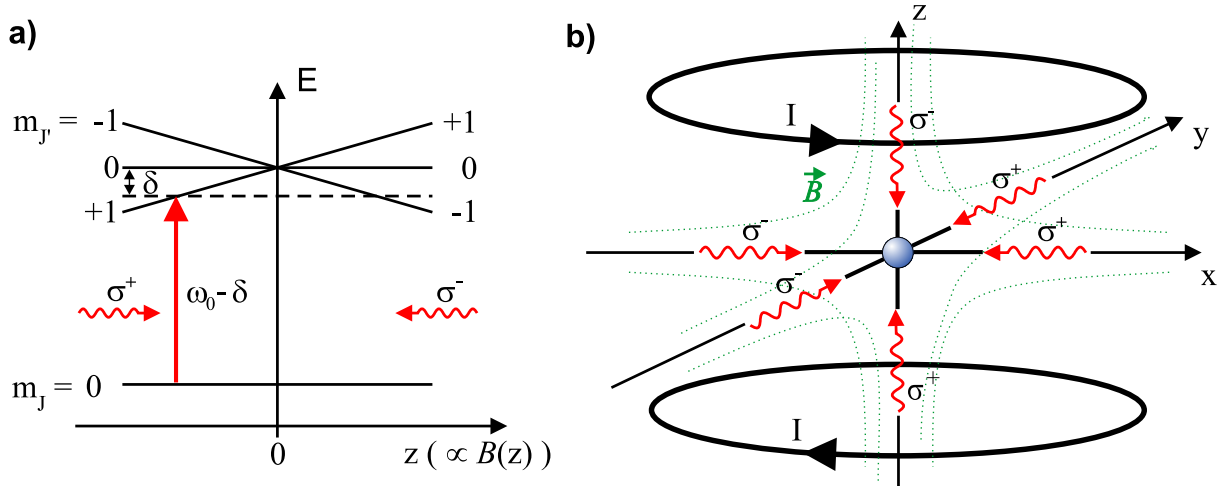 a)
E
m_J' = -1
+1
0
0
δ
+1
-1
σ⁺
ω₀-δ
σ⁻
m_J = 0
0
z ( ∝ B(z) )
b)
z
I
σ⁻
y
B⃗
σ⁺
σ⁻
σ⁺
x
σ⁻
σ⁺
I